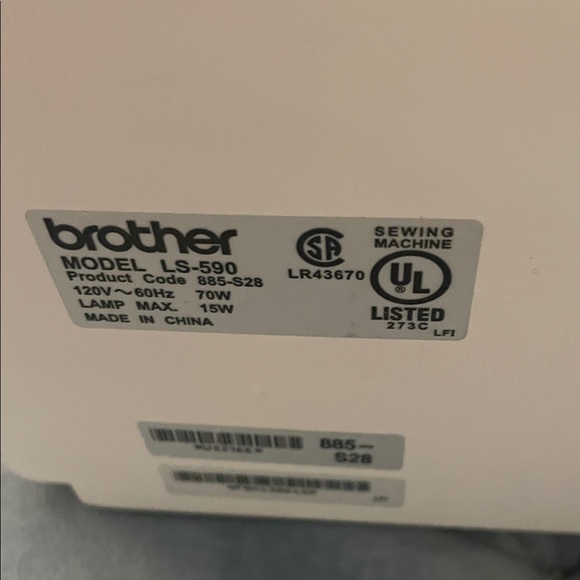 brother
MODEL LS-590
Product Code 885-S28
120V～60Hz 70W
LAMP MAX. 15W
MADE IN CHINA
SA
LR43670
SEWING
MACHINE
UL
®
LISTED
273C
LFI
885-
S28